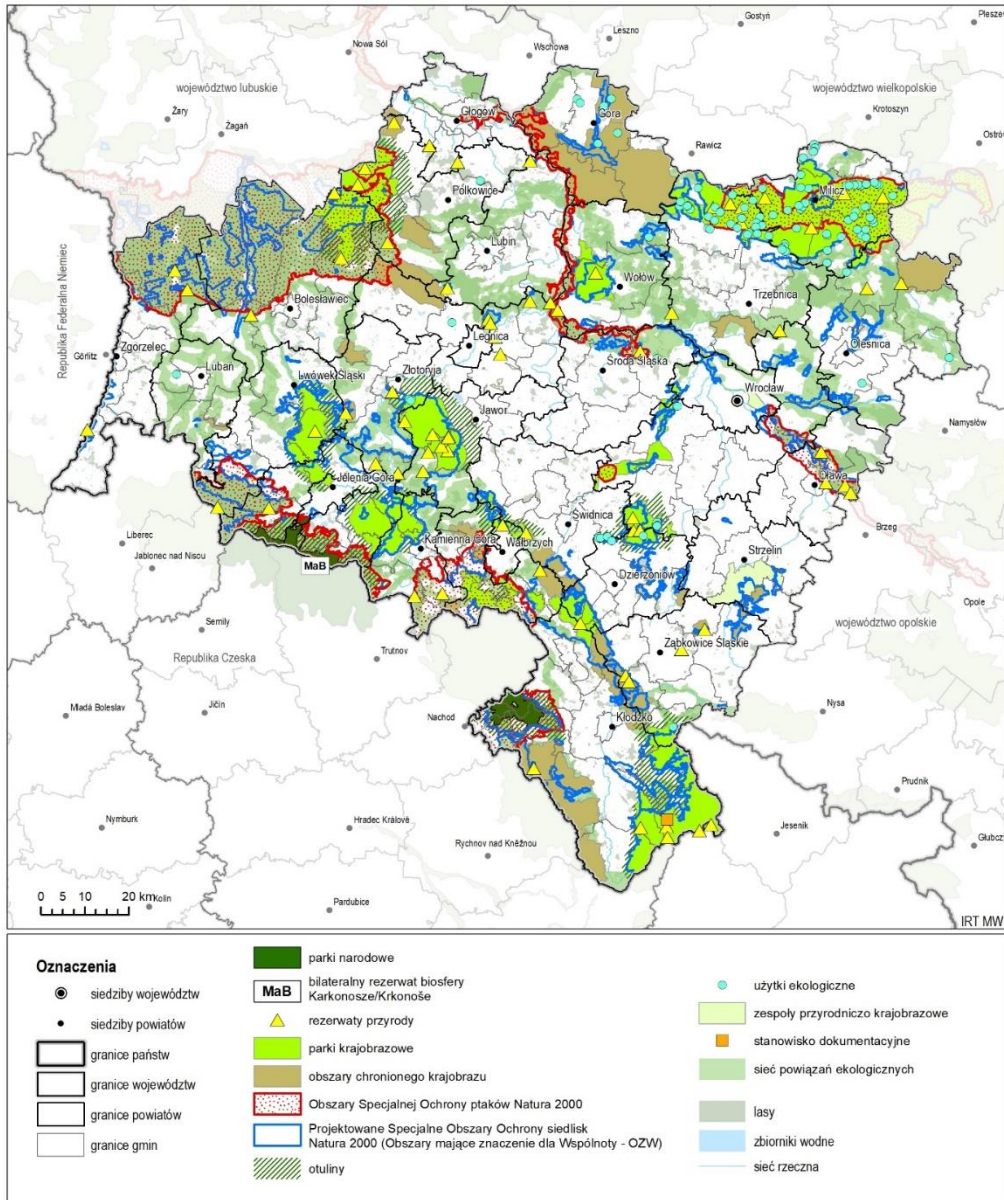 Pleszew
Gostyń
Leszno
Nowa Sól
Wschowa
województwo lubuskie
województwo wielkopolskie
Krotoszyn
Żary
Żagań
Głogów
Góra
Rawicz
Ostró
Polkowice
Milicz
Lubin
Wołów
Trzebnica
Republika Federalna Niemiec
Bolesławiec
Legnica
Oleśnica
Görlitz
Zgorzelec
Środa Śląska
Lubań
Lwówek Śląski
Złotoryja
Wrocław
Jawor
Namysłów
Jelenia Góra
Oława
Świdnica
Liberec
Kamienna Góra
Wałbrzych
Brzeg
Jablonec nad Nisou
MaB
Dzierżoniów
Strzelin
Opole
Semily
województwo opolskie
Trutnov
Ząbkowice Śląskie
Republika Czeska
Mladá Boleslav
Jičín
Nachod
Kłodzko
Nysa
Prudnik
Nymburk
Hradec Králové
Rychnov nad Kněžnou
Jesenik
Głubcz
0 5 10 20 km
Kolin
Pardubice
IRT MW
Oznaczenia
siedziby województw
siedziby powiatów
granice państw
granice województw
granice powiatów
granice gmin
parki narodowe
MaB
bilateralny rezerwat biosfery
Karkonosze/Krkonoše
rezerwaty przyrody
parki krajobrazowe
obszary chronionego krajobrazu
Obszary Specjalnej Ochrony ptaków Natura 2000
Projektowane Specjalne Obszary Ochrony siedlisk
Natura 2000 (Obszary mające znaczenie dla Wspólnoty - OZW)
otuliny
użytki ekologiczne
zespoły przyrodniczo krajobrazowe
stanowisko dokumentacyjne
sieć powiązań ekologicznych
lasy
zbiorniki wodne
sieć rzeczna